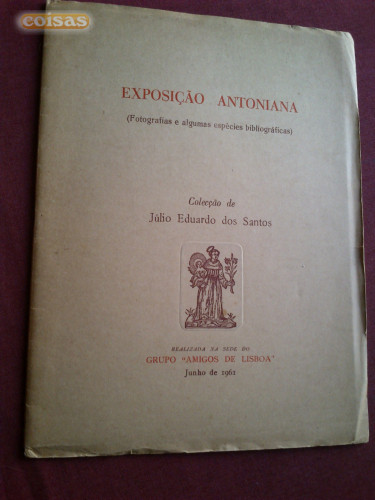 coisas
EXPOSIÇÃO ANTONIANA
(Fotografias e algumas espécies bibliográficas)
Colecção de
Júlio Eduardo dos Santos
REALIZADA NA SEDE DO
GRUPO "AMIGOS DE LISBOA"
Junho de 1961